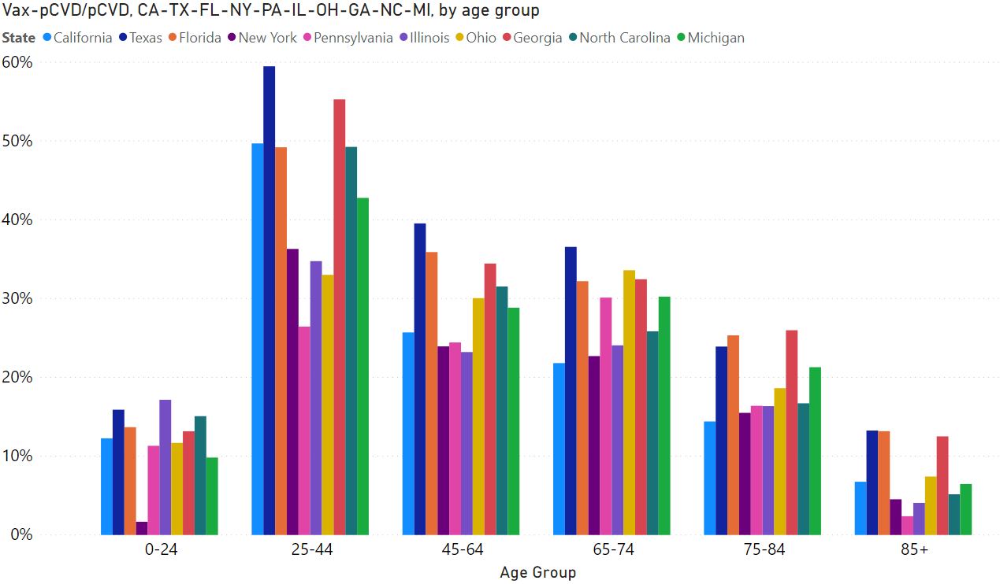 Vax-pCVD/pCVD, CA-TX-FL-NY-PA-IL-OH-GA-NC-MI, by age group
State California Texas Florida New York Pennsylvania Illinois Ohio Georgia North Carolina Michigan
60%
50%
40%
30%
20%
10%
0%
0-24 25-44 45-64 65-74 75-84 85+
Age Group